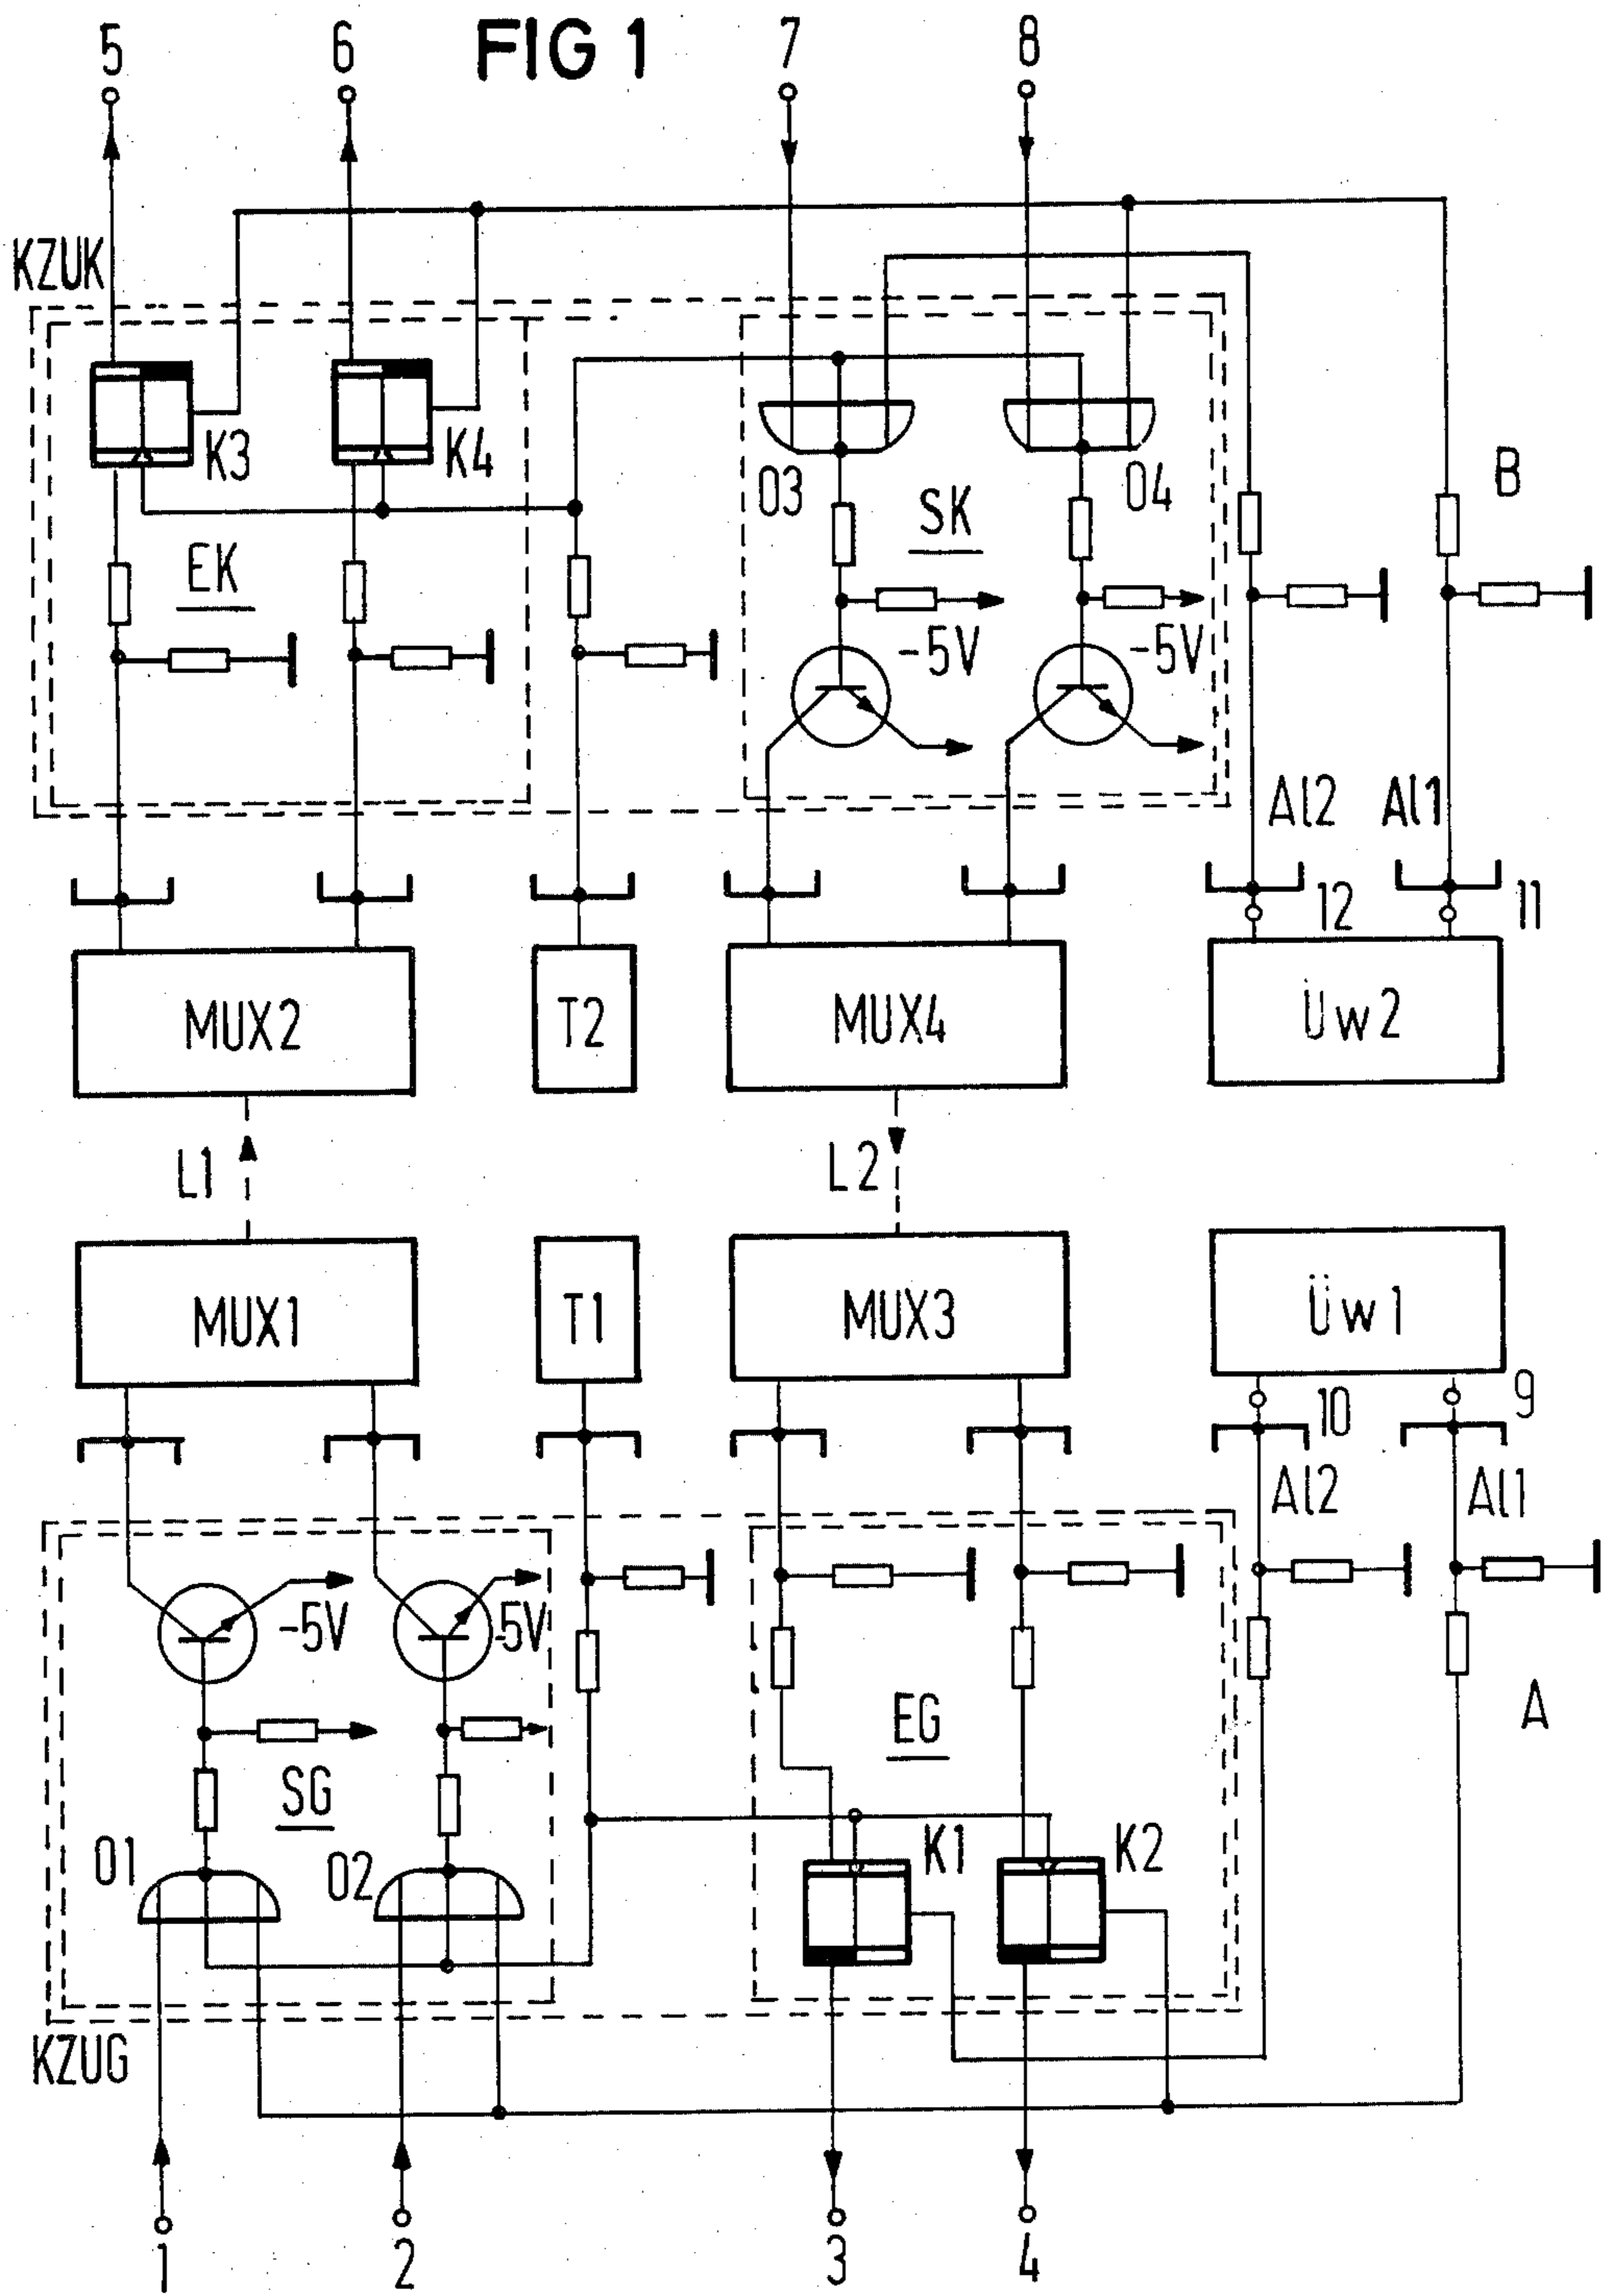 5 6 FIG 1 7 8
KZUK
K3 K4 O3 O4 B
EK SK
-5V -5V
Al2 Al1
12 11
MUX2 T2 MUX4 Üw2
L1 L2
MUX1 T1 MUX3 Üw1
10 9
Al2 Al1
-5V -5V
EG A
SG
O1 O2 K1 K2
KZUG
1 2 3 4